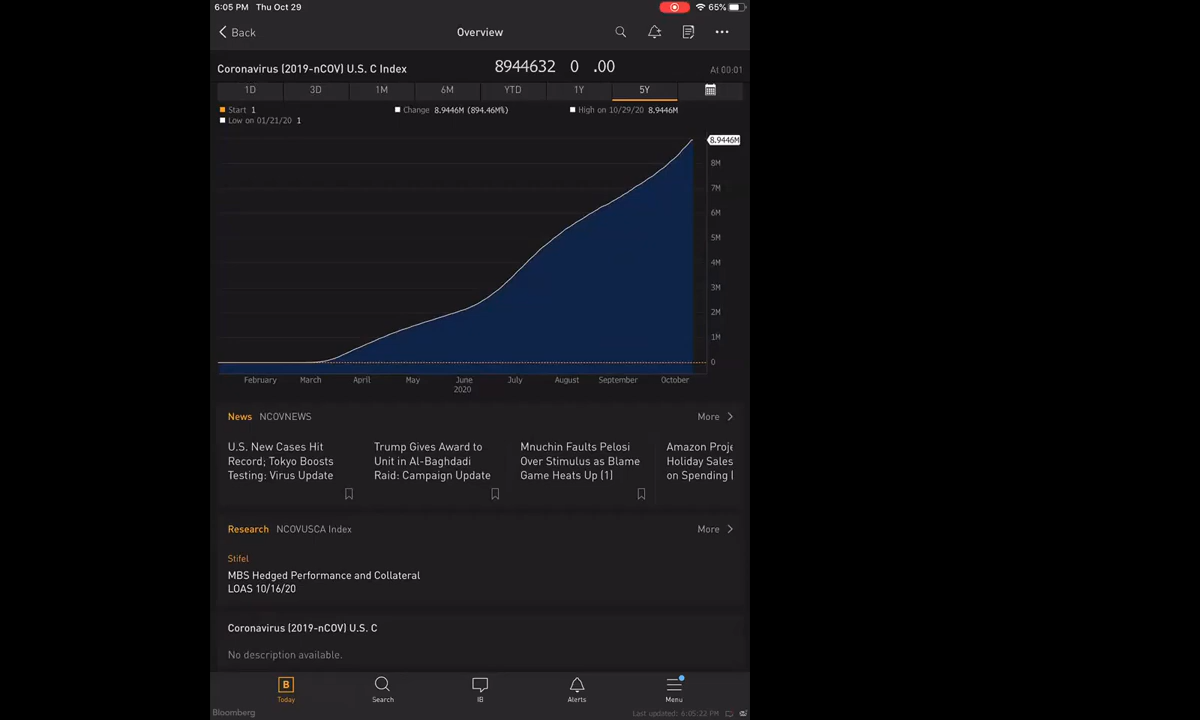 6:05 PM Thu Oct 29
65%
Back
Overview
Coronavirus (2019-nCOV) U.S. C Index
8944632 0 .00
At 00:01
1D 3D 1M 6M YTD 1Y 5Y
Start 1
Change 8.9446M (894.46M%)
High on 10/29/20 8.9446M
Low on 01/21/20 1
8.9446M
8M
7M
6M
5M
4M
3M
2M
1M
0
February March April May June July August September October
2020
News NCOVNEWS
More
U.S. New Cases Hit
Record; Tokyo Boosts
Testing: Virus Update
Trump Gives Award to
Unit in Al-Baghdadi
Raid: Campaign Update
Mnuchin Faults Pelosi
Over Stimulus as Blame
Game Heats Up (1)
Amazon Proje
Holiday Sales
on Spending
Research NCOVUSCA Index
More
Stifel
MBS Hedged Performance and Collateral
LOAS 10/16/20
Coronavirus (2019-nCOV) U.S. C
No description available.
B
Today
Search
IB
Alerts
Menu
Bloomberg
Last updated: 6:05:22 PM